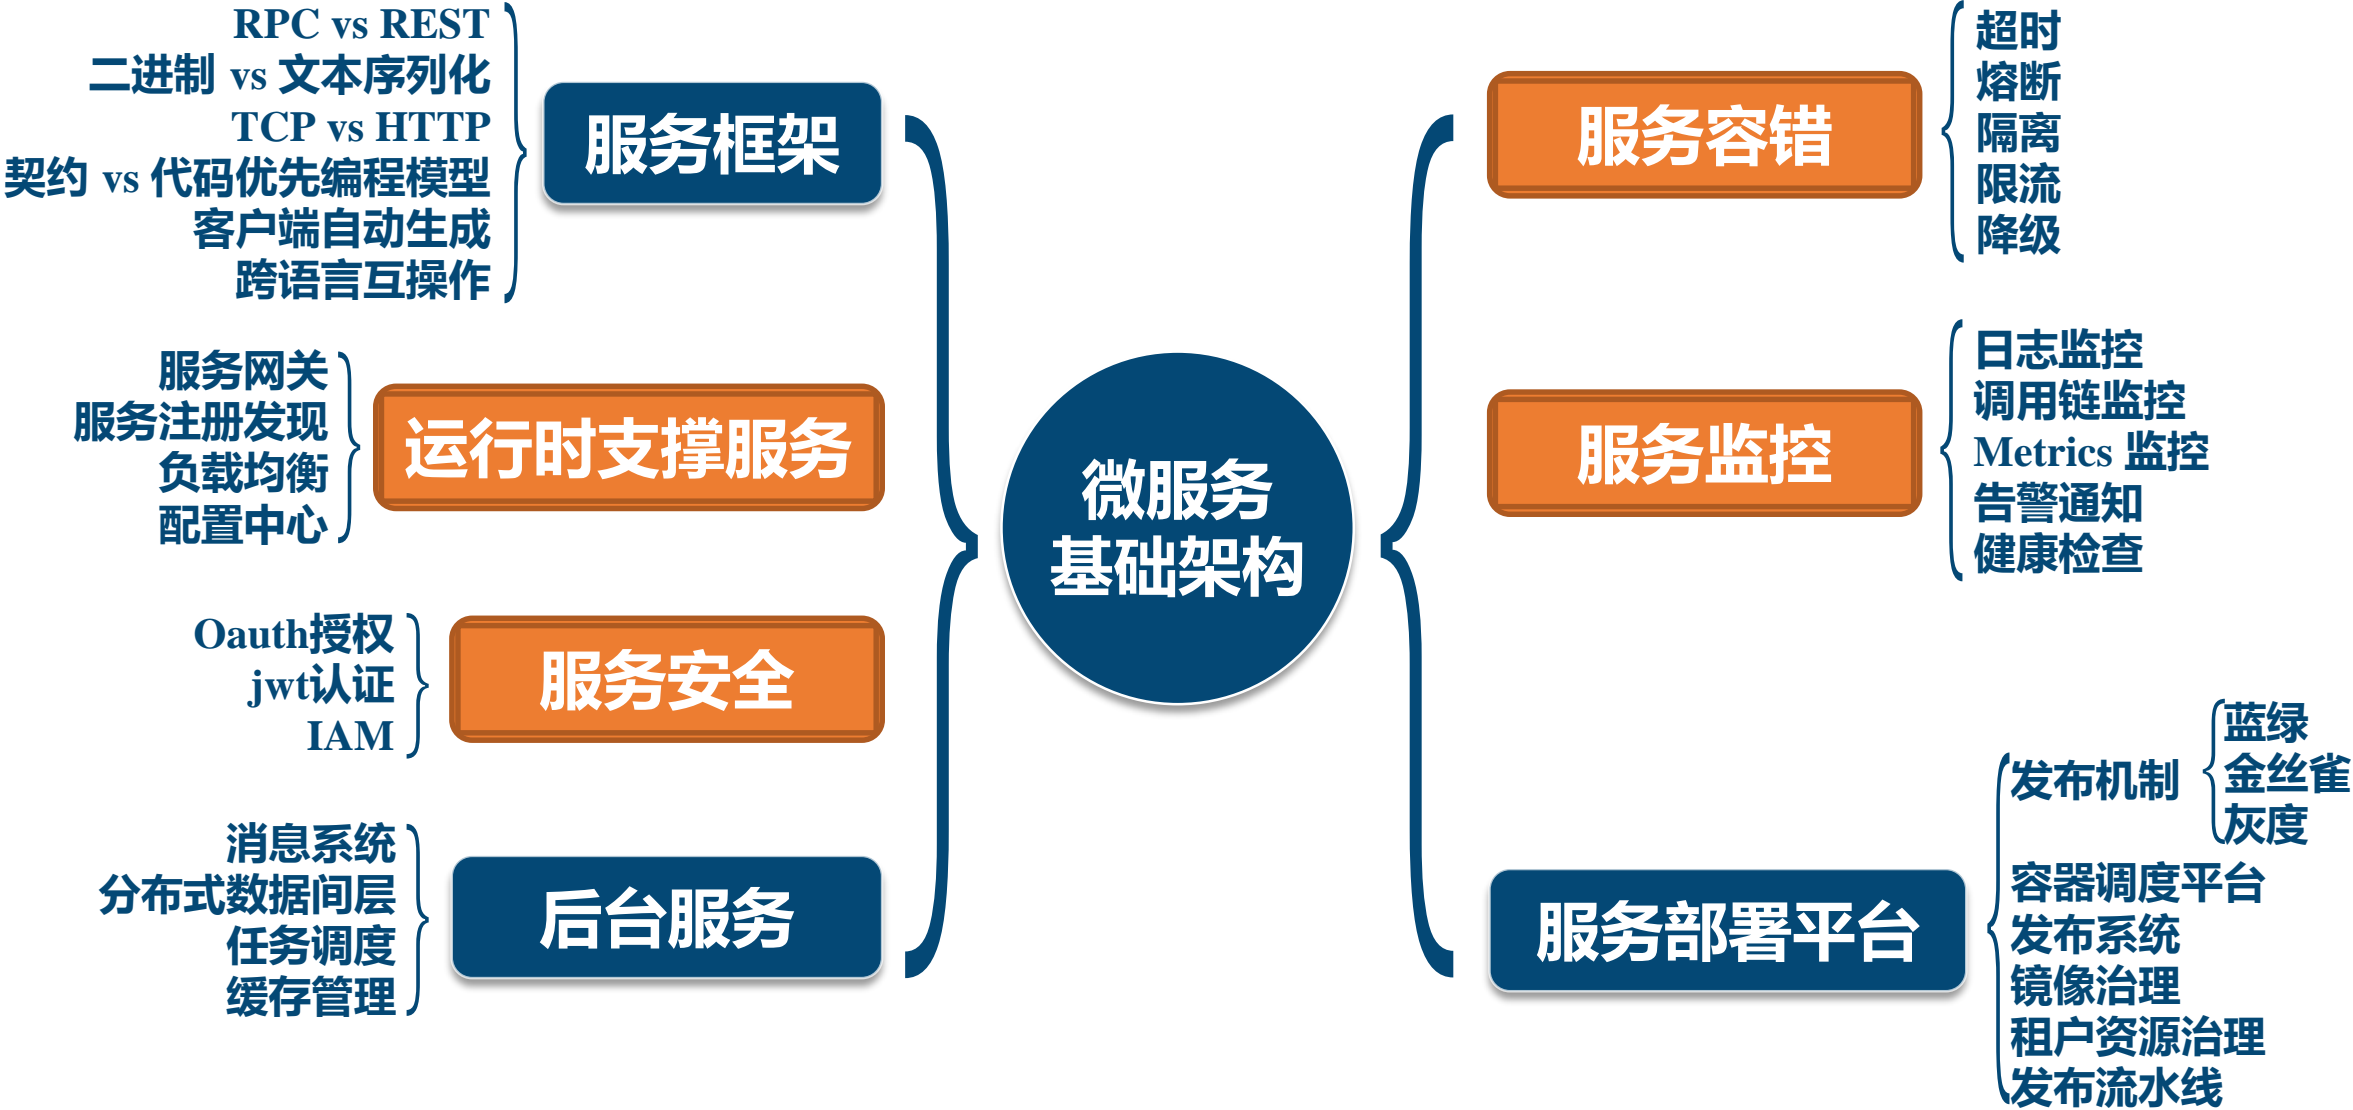 RPC vs REST
二进制 vs 文本序列化
TCP vs HTTP
契约 vs 代码优先编程模型
客户端自动生成
跨语言互操作
服务框架
服务网关
服务注册发现
负载均衡
配置中心
运行时支撑服务
Oauth授权
jwt认证
IAM
服务安全
消息系统
分布式数据间层
任务调度
缓存管理
后台服务
微服务
基础架构
服务容错
超时
熔断
隔离
限流
降级
服务监控
日志监控
调用链监控
Metrics 监控
告警通知
健康检查
服务部署平台
发布机制
蓝绿
金丝雀
灰度
容器调度平台
发布系统
镜像治理
租户资源治理
发布流水线